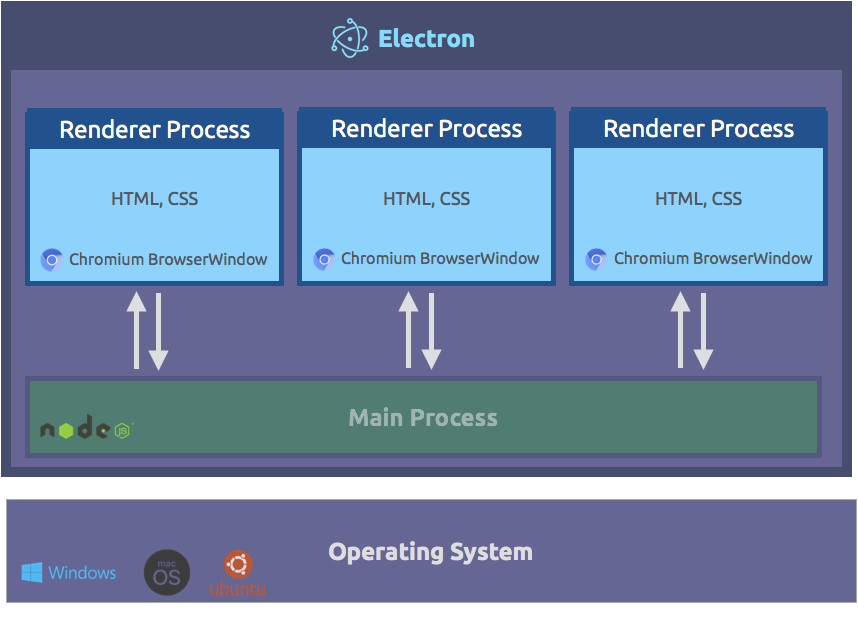 Electron
Renderer Process
HTML, CSS
Chromium BrowserWindow
Renderer Process
HTML, CSS
Chromium BrowserWindow
Renderer Process
HTML, CSS
Chromium BrowserWindow
Main Process
node
JS
Operating System
Windows
mac
OS
ubuntu